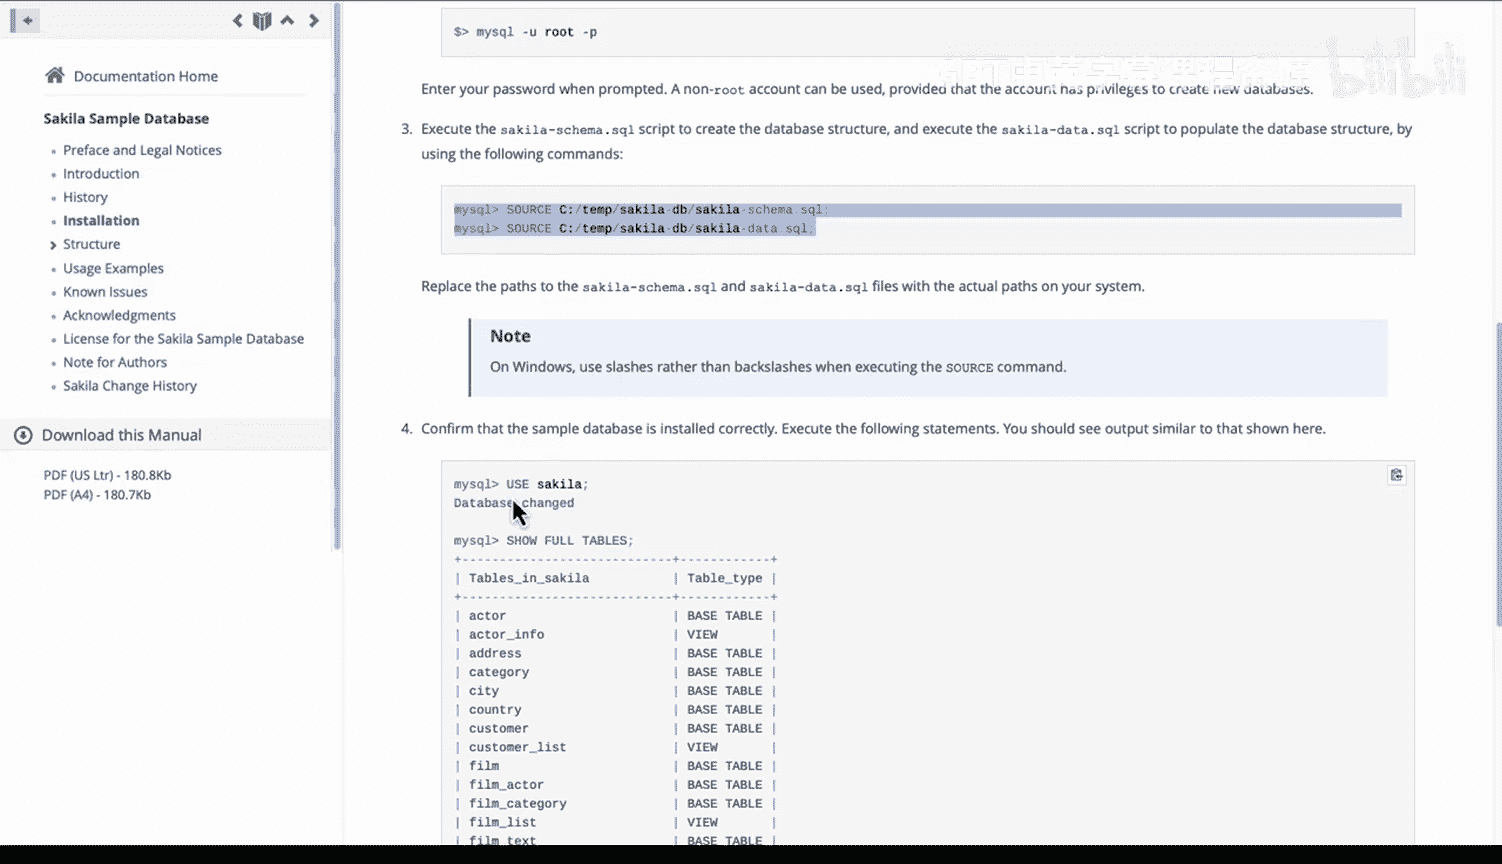 Documentation Home
Sakila Sample Database
Preface and Legal Notices
Introduction
History
Installation
Structure
Usage Examples
Known Issues
Acknowledgments
License for the Sakila Sample Database
Note for Authors
Sakila Change History
Download this Manual
PDF (US Ltr) - 180.8Kb
PDF (A4) - 180.7Kb
$> mysql -u root -p
bilibili
Enter your password when prompted. A non-root account can be used, provided that the account has privileges to create new databases.
3. Execute the sakila-schema.sql script to create the database structure, and execute the sakila-data.sql script to populate the database structure, by
using the following commands:
mysql> SOURCE C:/temp/sakila-db/sakila-schema.sql;
mysql> SOURCE C:/temp/sakila-db/sakila-data.sql;
Replace the paths to the sakila-schema.sql and sakila-data.sql files with the actual paths on your system.
Note
On Windows, use slashes rather than backslashes when executing the SOURCE command.
4. Confirm that the sample database is installed correctly. Execute the following statements. You should see output similar to that shown here.
mysql> USE sakila;
Database changed
mysql> SHOW FULL TABLES;
+----------------------------+------------+
| Tables_in_sakila | Table_type |
+----------------------------+------------+
| actor | BASE TABLE |
| actor_info | VIEW |
| address | BASE TABLE |
| category | BASE TABLE |
| city | BASE TABLE |
| country | BASE TABLE |
| customer | BASE TABLE |
| customer_list | VIEW |
| film | BASE TABLE |
| film_actor | BASE TABLE |
| film_category | BASE TABLE |
| film_list | VIEW |
| film_text | BASE TABLE |